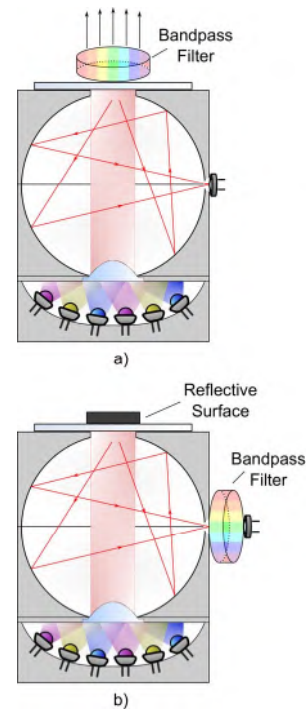 Bandpass
Filter
a)
Reflective
Surface
Bandpass
Filter
b)